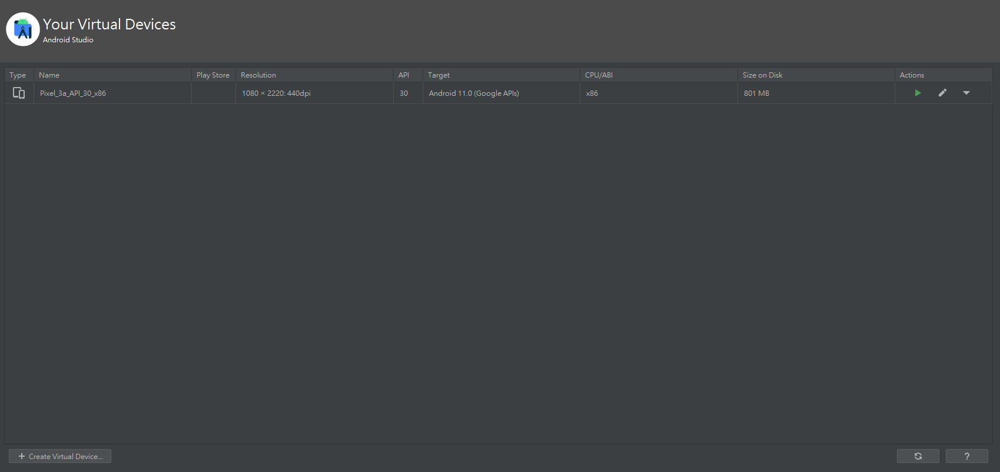 Your Virtual Devices
Android Studio
Type Name Play Store Resolution API Target CPU/ABI Size on Disk Actions
Pixel_3a_API_30_x86 1080 × 2220: 440dpi 30 Android 11.0 (Google APIs) x86 801 MB
+ Create Virtual Device... ?